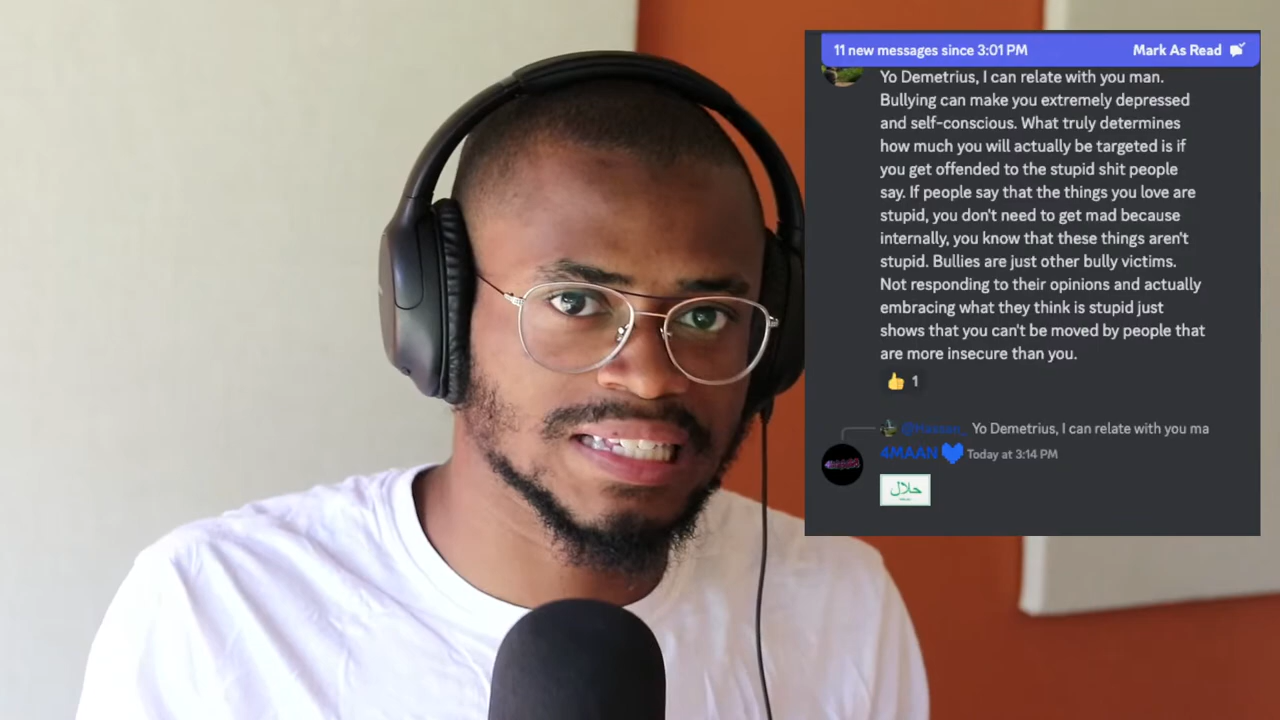 11 new messages since 3:01 PM Mark As Read
Yo Demetrius, I can relate with you man.
Bullying can make you extremely depressed
and self-conscious. What truly determines
how much you will actually be targeted is if
you get offended to the stupid shit people
say. If people say that the things you love are
stupid, you don't need to get mad because
internally, you know that these things aren't
stupid. Bullies are just other bully victims.
Not responding to their opinions and actually
embracing what they think is stupid just
shows that you can't be moved by people that
are more insecure than you.
1
Yo Demetrius, I can relate with you ma
4MAAN Today at 3:14 PM
حلال